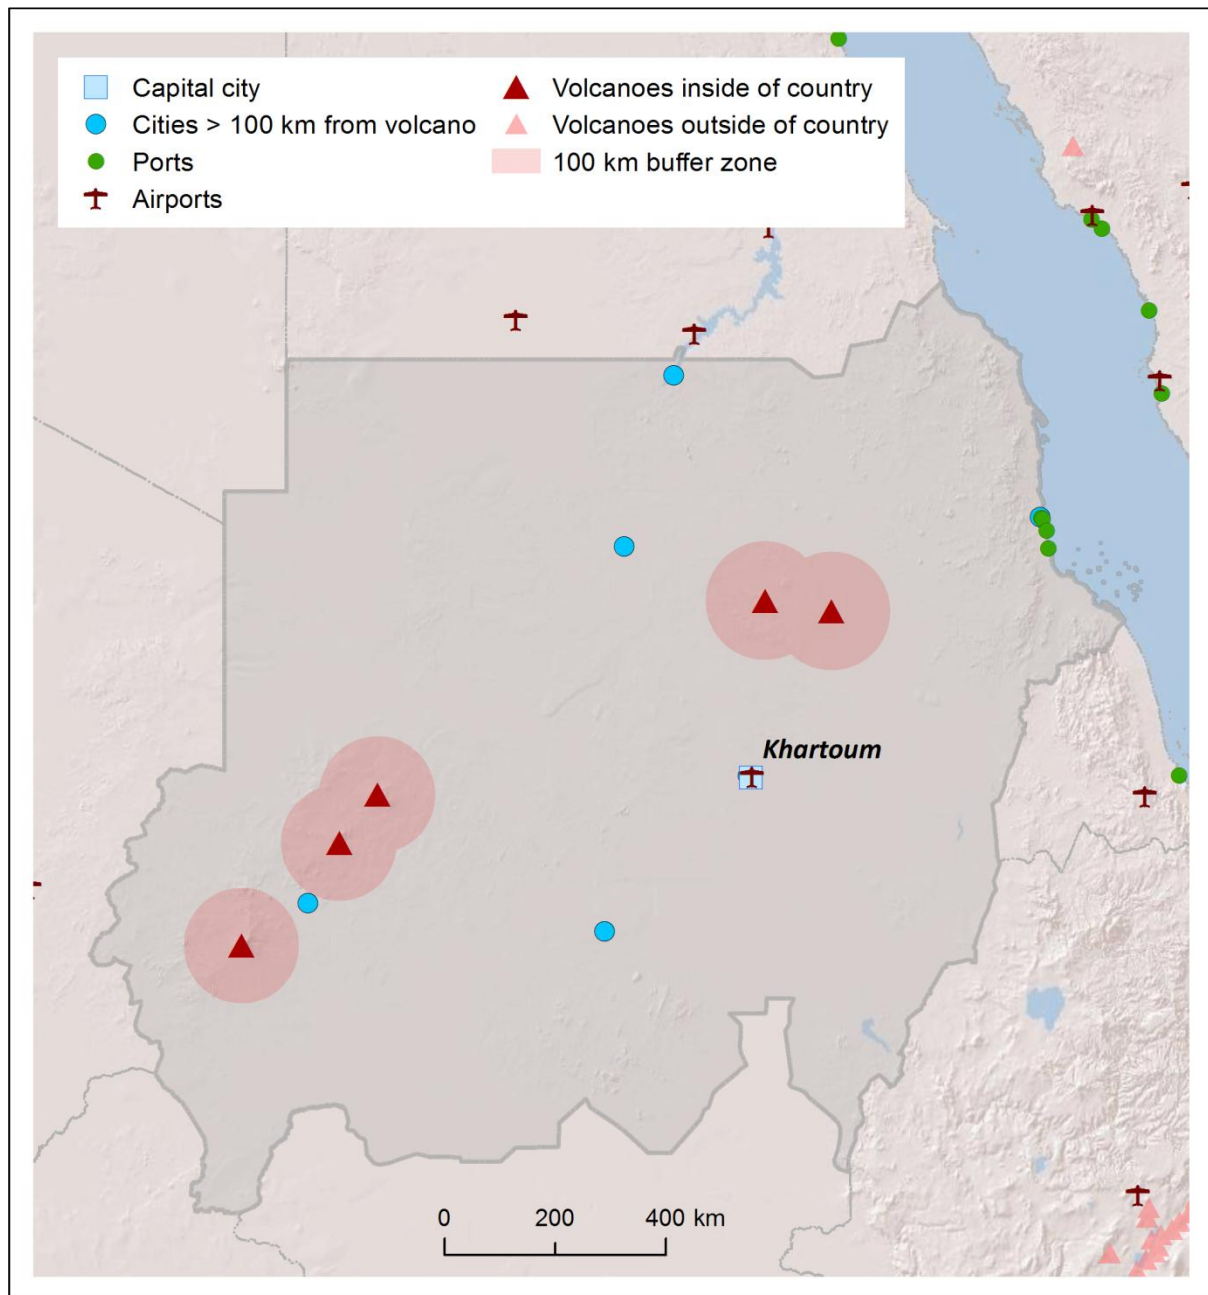 Capital city
Cities > 100 km from volcano
Ports
Airports
Volcanoes inside of country
Volcanoes outside of country
100 km buffer zone
Khartoum
0 200 400 km